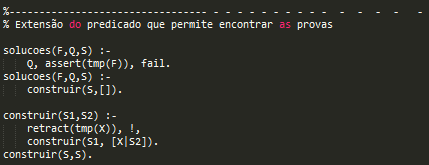 %--------------------------------- - - - - - - - - - -  -  -  -  -   -
% Extensão do predicado que permite encontrar as provas
solucoes(F,Q,S) :-
Q, assert(tmp(F)), fail.
solucoes(F,Q,S) :-
construir(S,[]).
construir(S1,S2) :-
retract(tmp(X)), !,
construir(S1, [X|S2]).
construir(S,S).